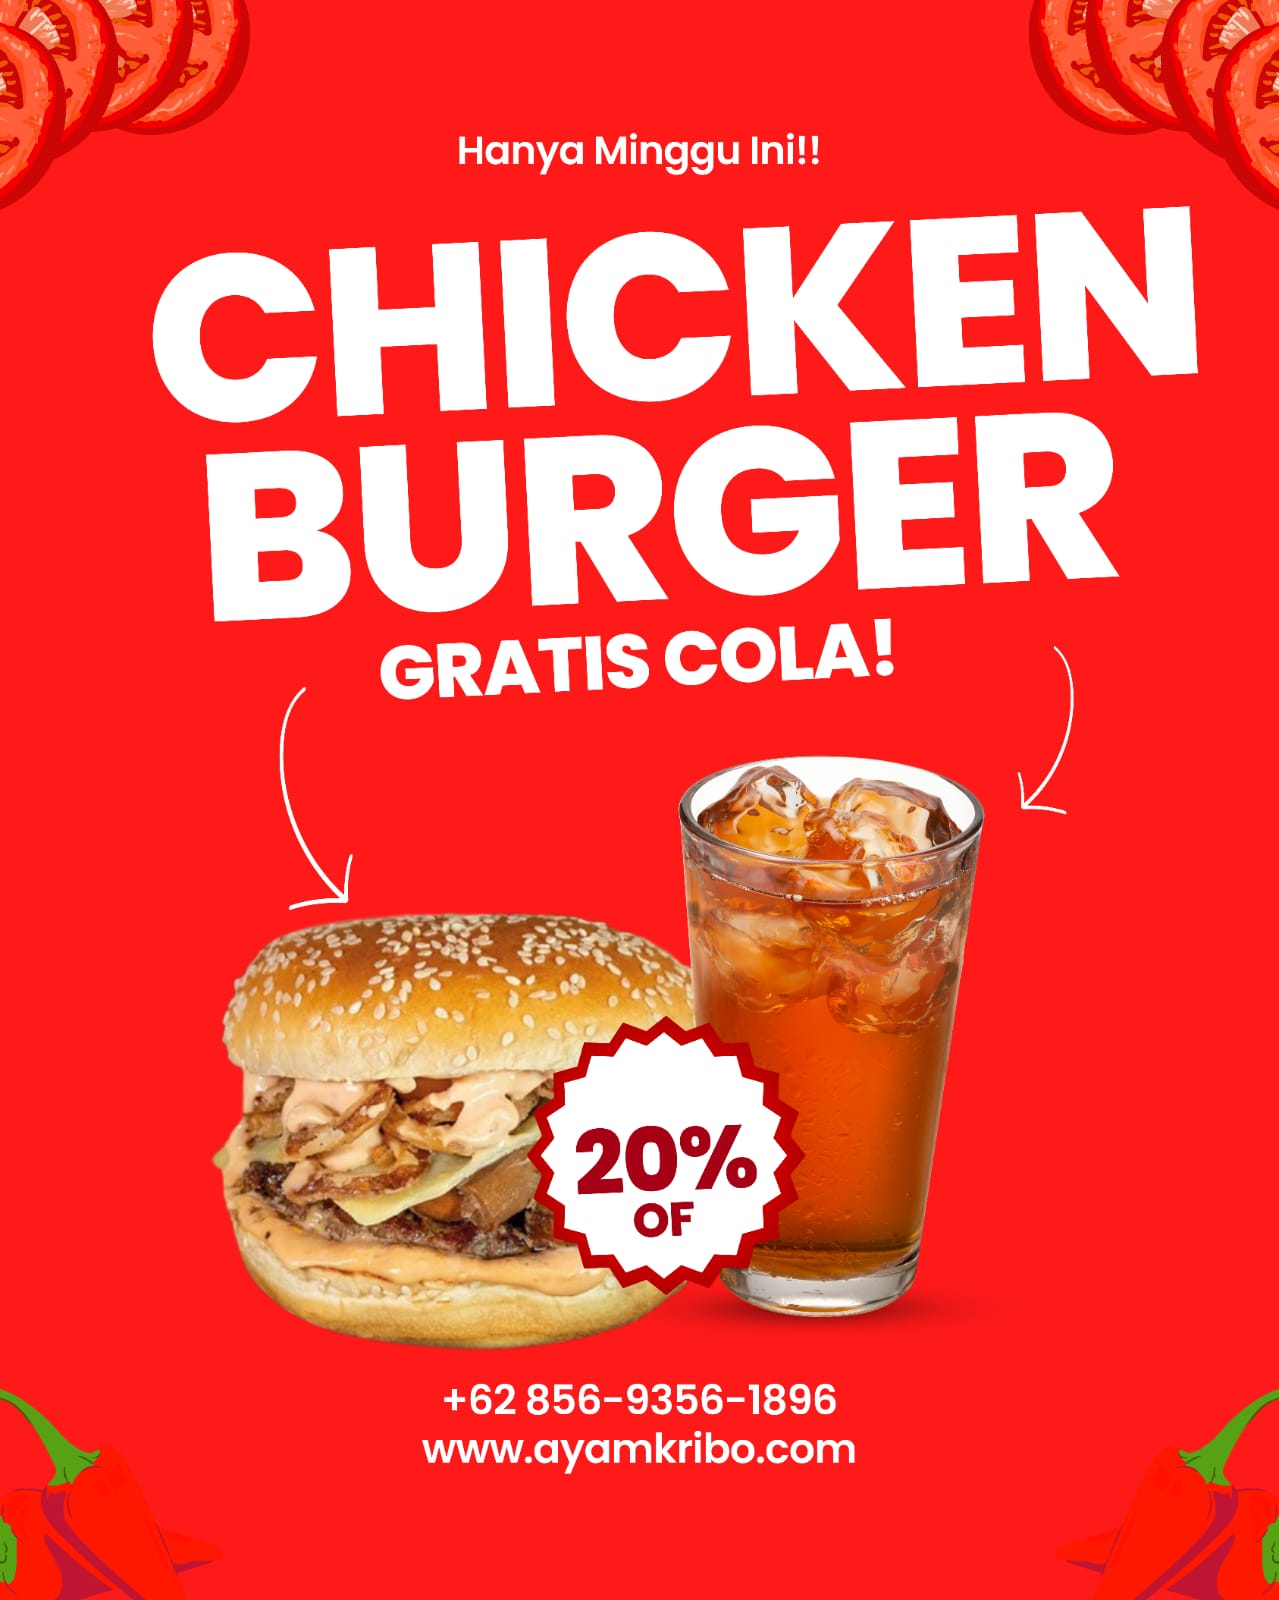 Hanya Minggu Ini!!
CHICKEN
BURGER
GRATIS COLA!
20%
OF
+62 856-9356-1896
www.ayamkribo.com